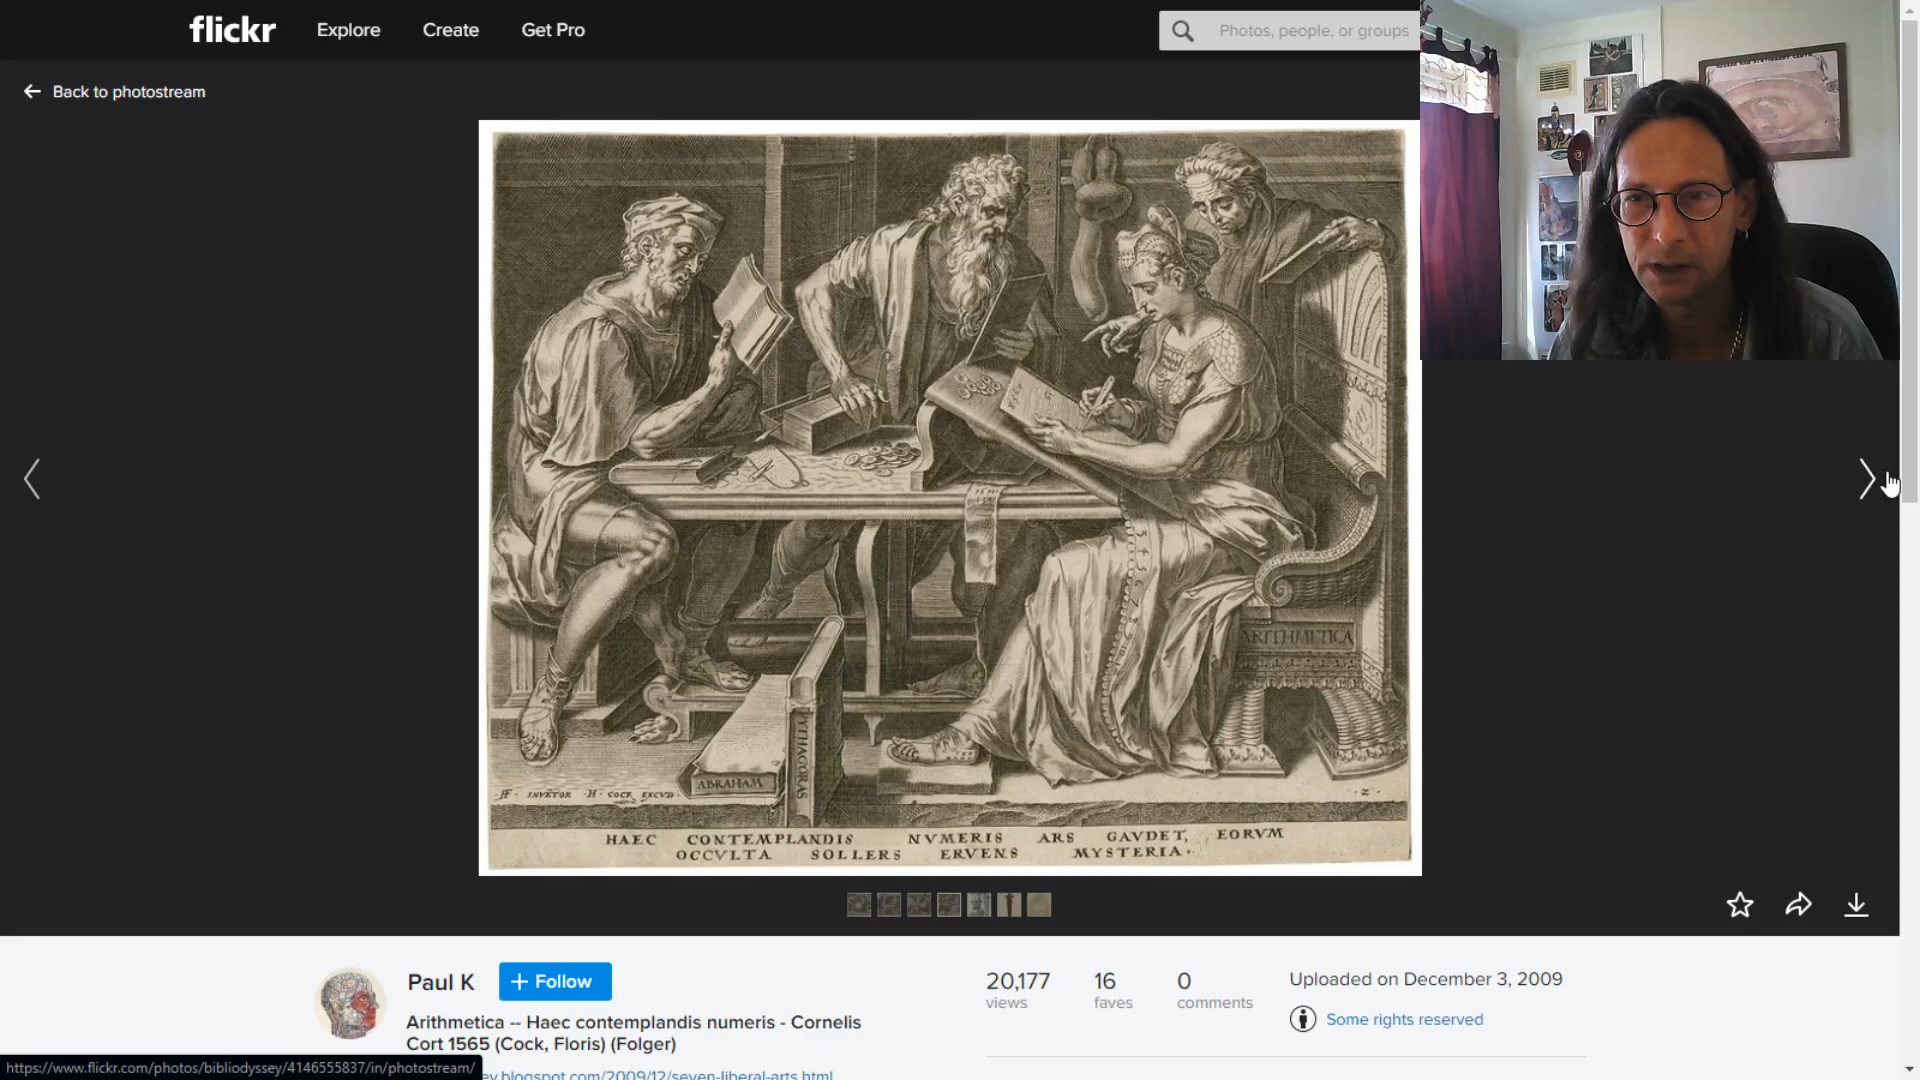 flickr
Explore
Create
Get Pro
Photos, people, or groups
Back to photostream
ARITHMETICA
ABRAHAM
PYTHAGORAS
INVĒTOR · H · COCK EXCVD ·
· 2 ·
HAEC CONTEMPLANDIS NVMERIS ARS GAVDET, EORVM
OCCVLTA SOLLERS ERVENS MYSTERIA ·
Paul K
+ Follow
Arithmetica -- Haec contemplandis numeris - Cornelis
Cort 1565 (Cock, Floris) (Folger)
20,177
views
16
faves
0
comments
Uploaded on December 3, 2009
Some rights reserved
https://www.flickr.com/photos/bibliodyssey/4146555837/in/photostream/
ey.blogspot.com/2009/12/seven-liberal-arts.html